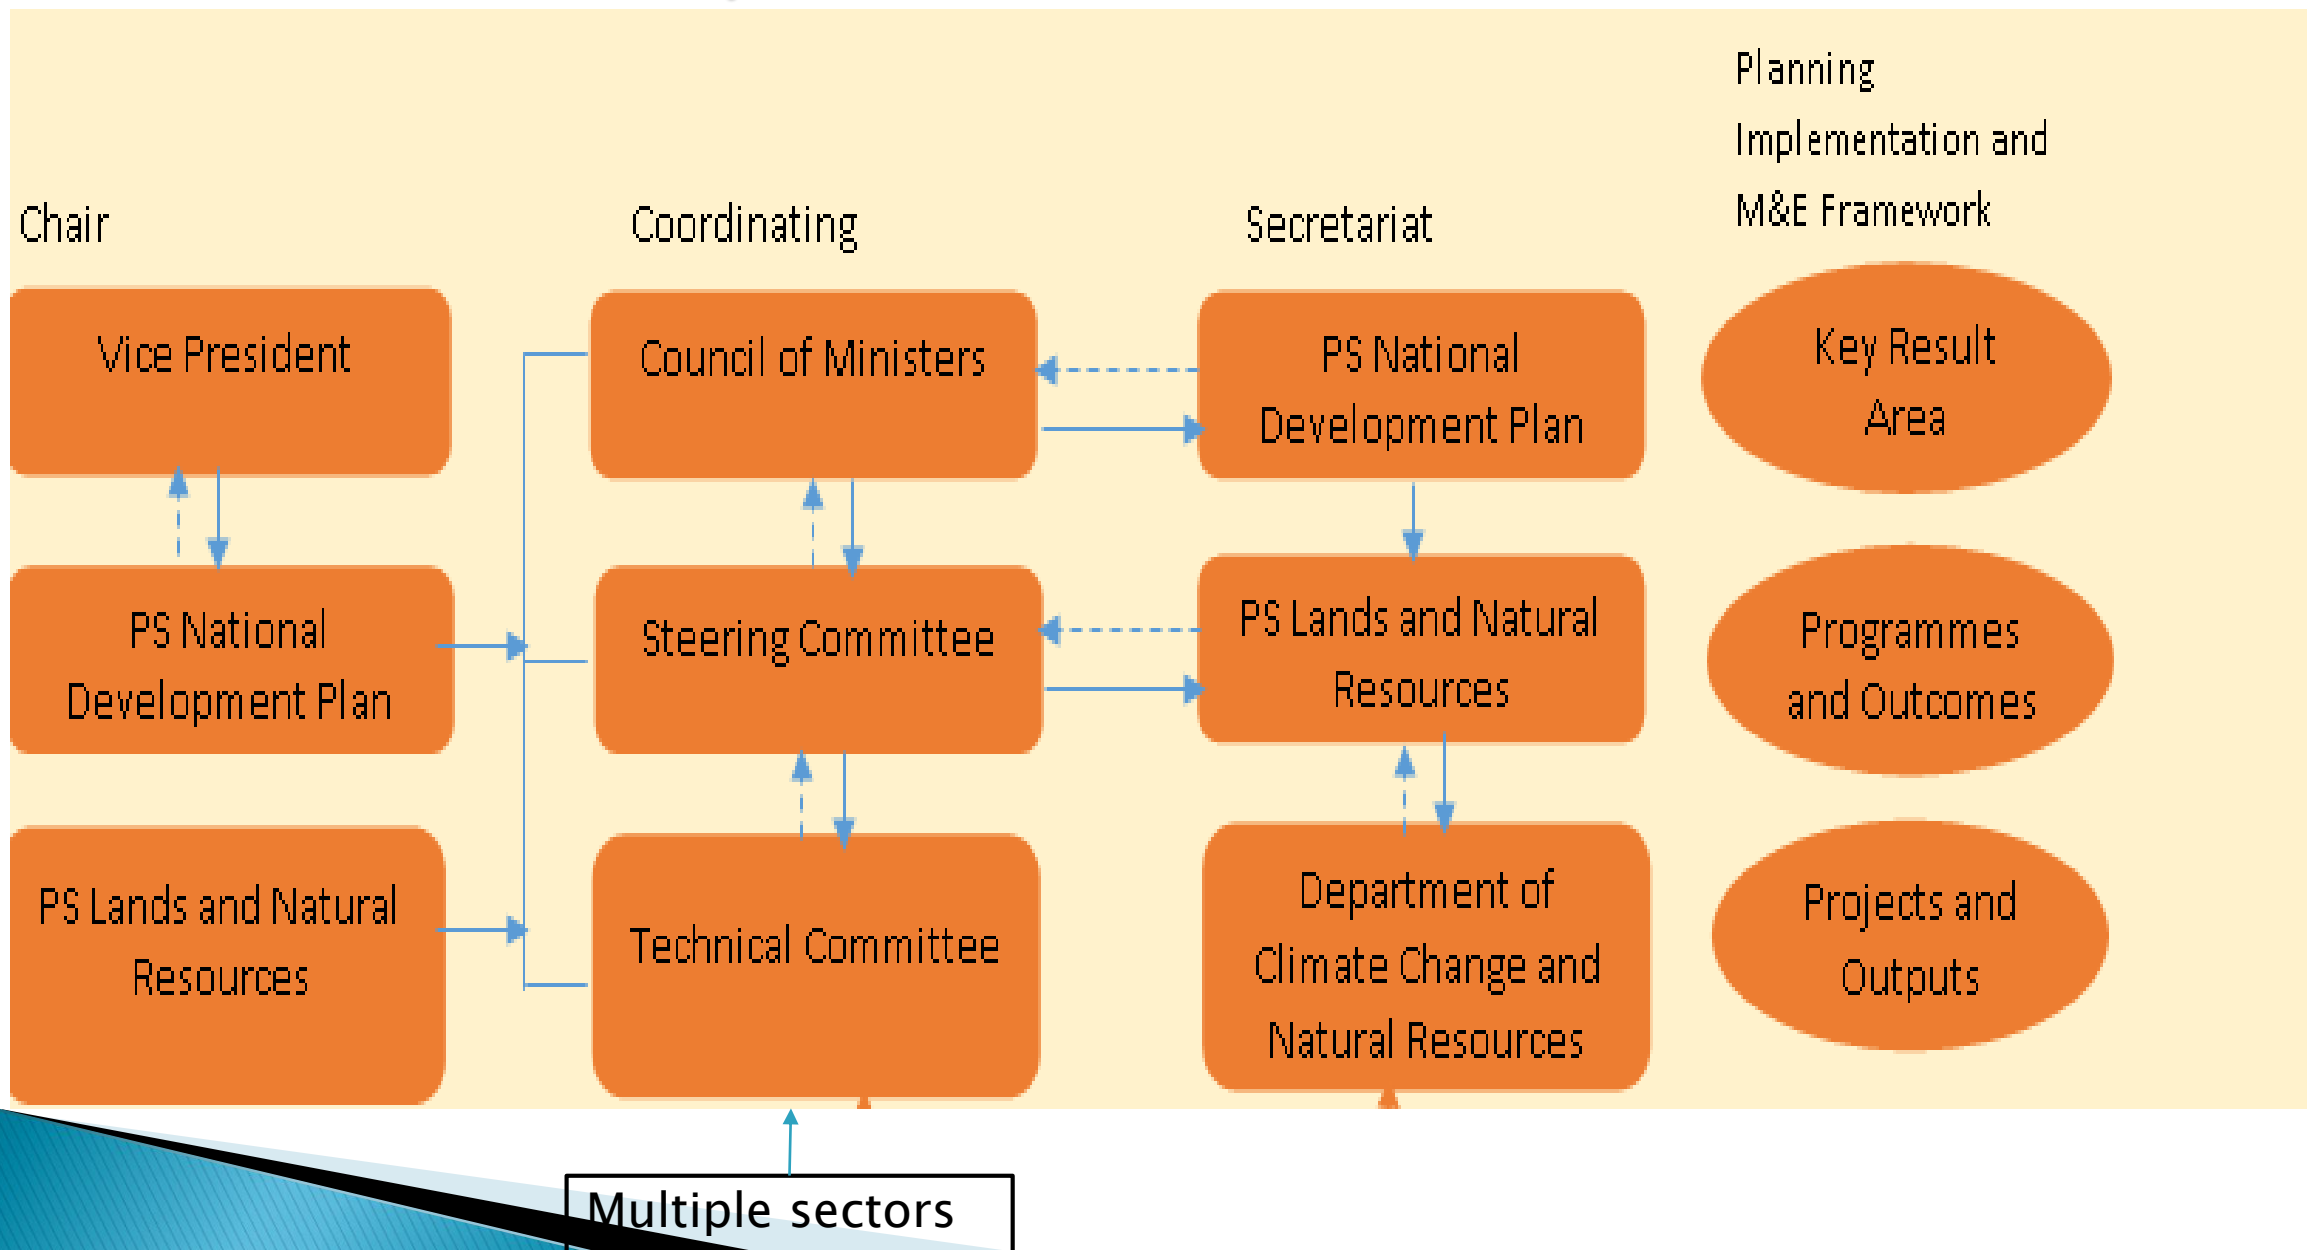 Planning
Implementation and
M&E Framework
Chair
Coordinating
Secretariat
Vice President
Council of Ministers
PS National
Development Plan
Key Result
Area
PS National
Development Plan
Steering Committee
PS Lands and Natural
Resources
Programmes
and Outcomes
PS Lands and Natural
Resources
Technical Committee
Department of
Climate Change and
Natural Resources
Projects and
Outputs
Multiple sectors